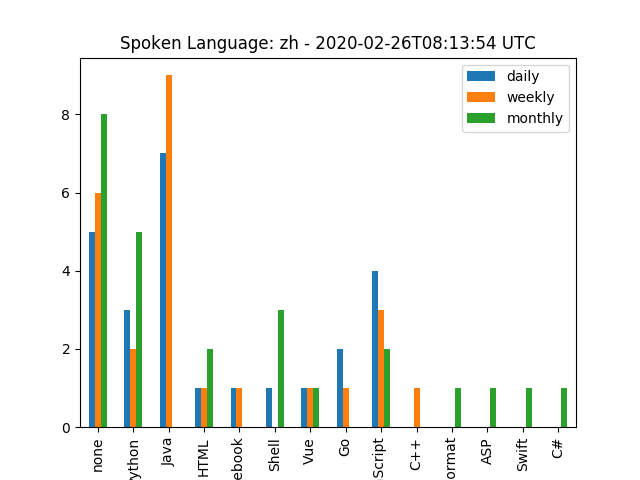 Spoken Language: zh - 2020-02-26T08:13:54 UTC
daily
weekly
monthly
8
6
4
2
0
none
ython
Java
HTML
ebook
Shell
Vue
Go
Script
C++
ormat
ASP
Swift
C#